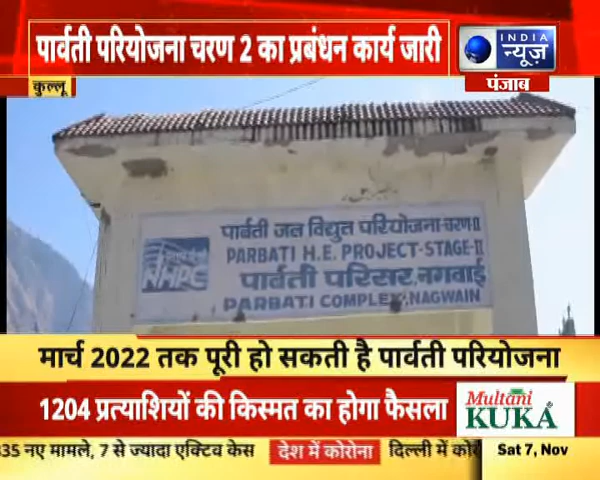 पार्वती परियोजना चरण 2 का प्रबंधन कार्य जारी
INDIA
न्यूज़
पंजाब
कुल्लू
पार्वती जल विद्युत परियोजना-चरण-II
PARBATI H.E. PROJECT-STAGE-II
NHPC
पार्वती परिसर, नगवाई
PARBATI COMPLEX, NAGWAIN
मार्च 2022 तक पूरी हो सकती है पार्वती परियोजना
1204 प्रत्याशियों की किस्मत का होगा फैसला
Multani
KUKA
335 नए मामले, 7 से ज्यादा एक्टिव केस देश में कोरोना दिल्ली में
Sat 7, Nov